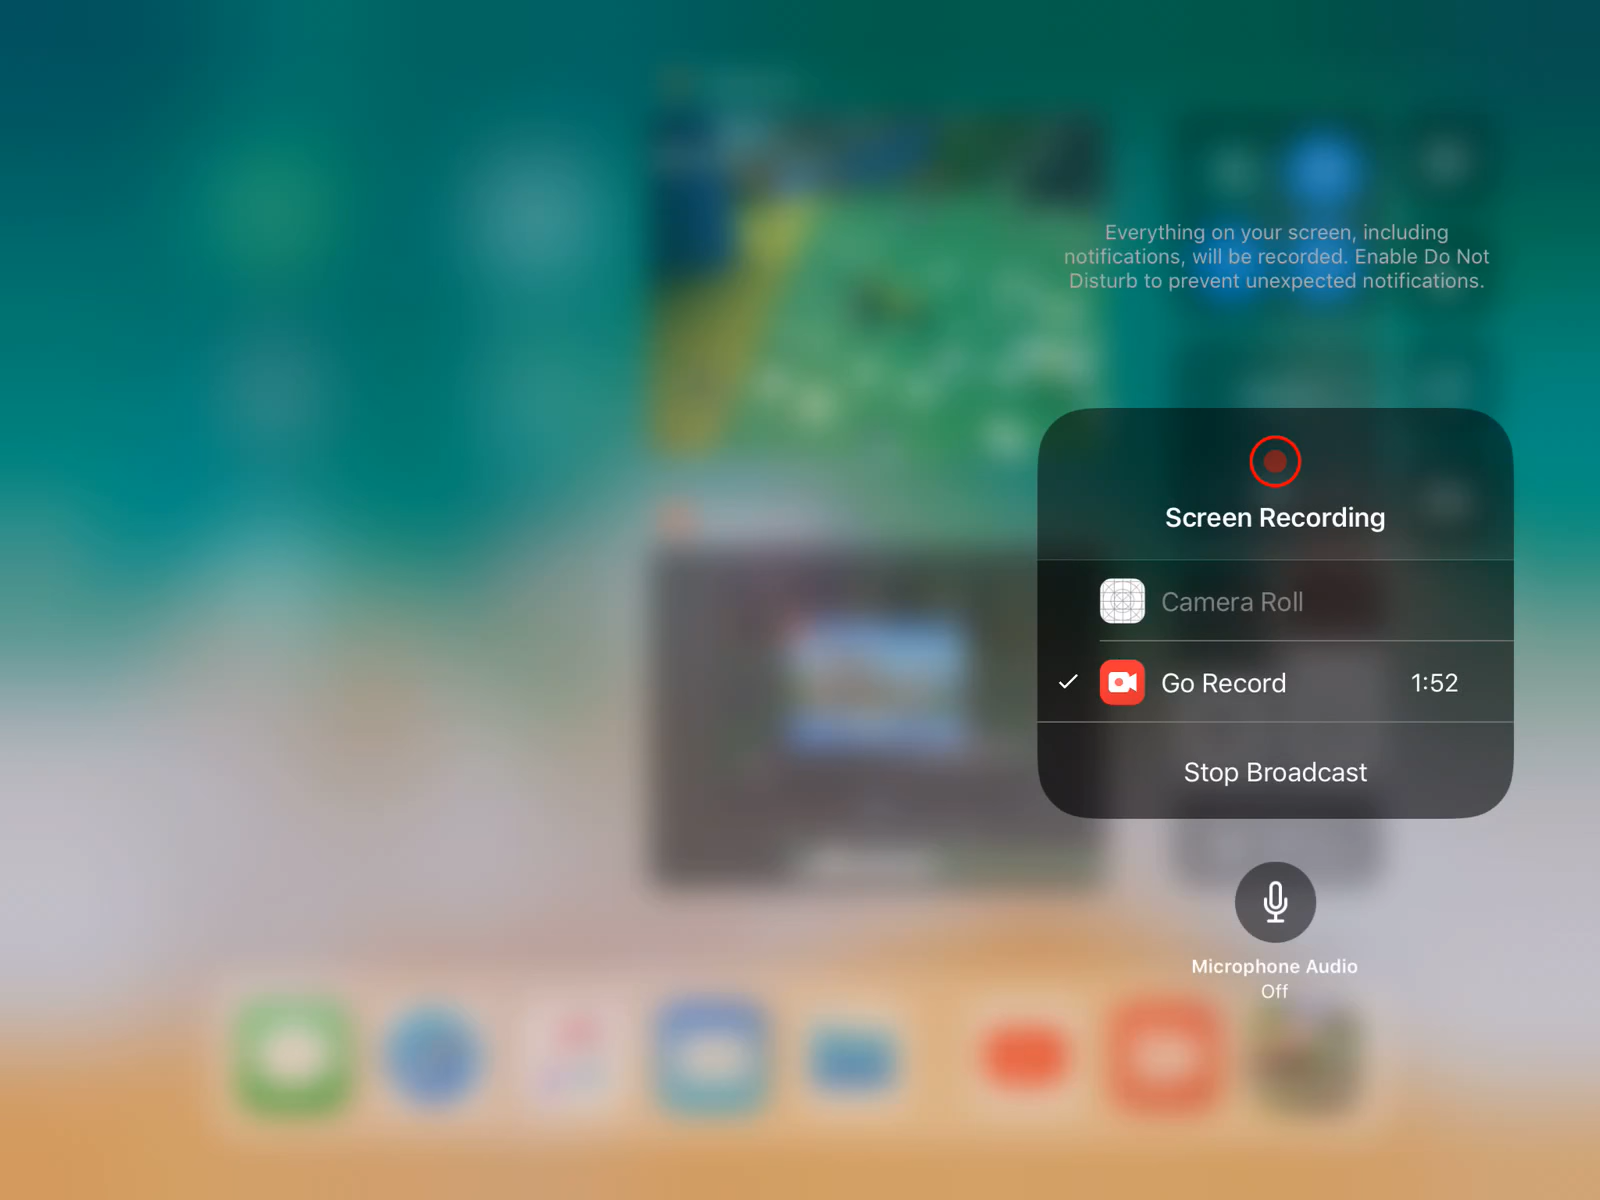 Everything on your screen, including
notifications, will be recorded. Enable Do Not
Disturb to prevent unexpected notifications.
Screen Recording
Camera Roll
Go Record 1:52
Stop Broadcast
Microphone Audio
Off